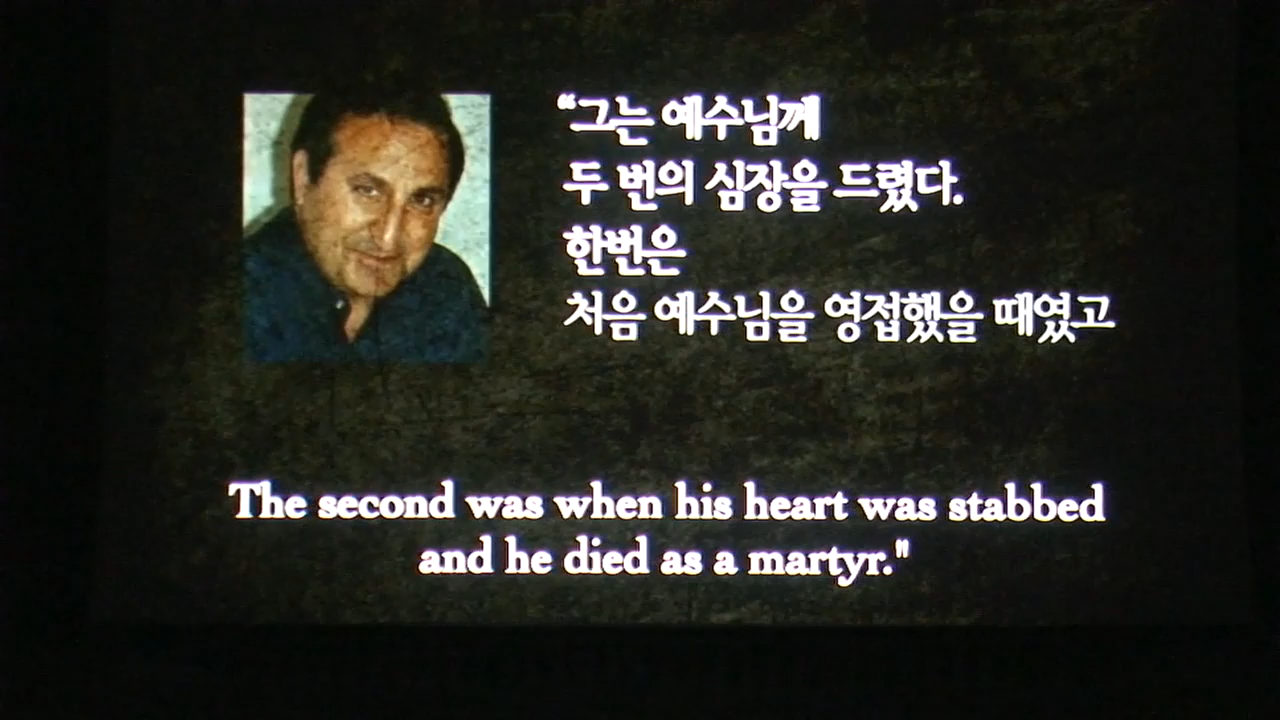 “그는 예수님께
두 번의 심장을 드렸다.
한번은
처음 예수님을 영접했을 때였고
The second was when his heart was stabbed
and he died as a martyr."